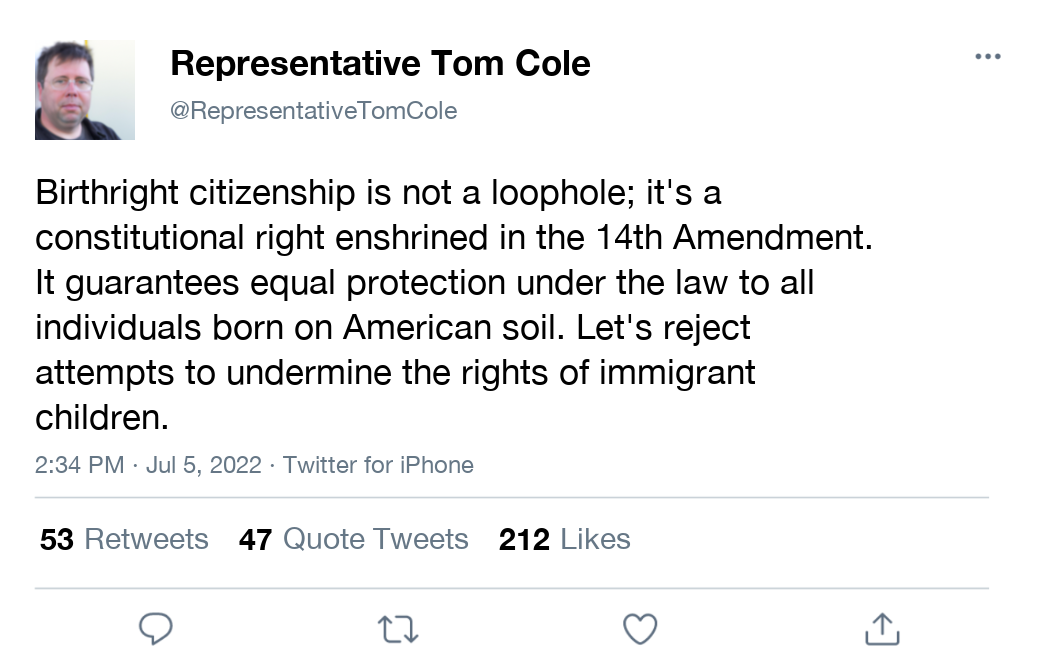 Representative Tom Cole
@RepresentativeTomCole
Birthright citizenship is not a loophole; it's a
constitutional right enshrined in the 14th Amendment.
It guarantees equal protection under the law to all
individuals born on American soil. Let's reject
attempts to undermine the rights of immigrant
children.
2:34 PM · Jul 5, 2022 · Twitter for iPhone
53 Retweets 47 Quote Tweets 212 Likes